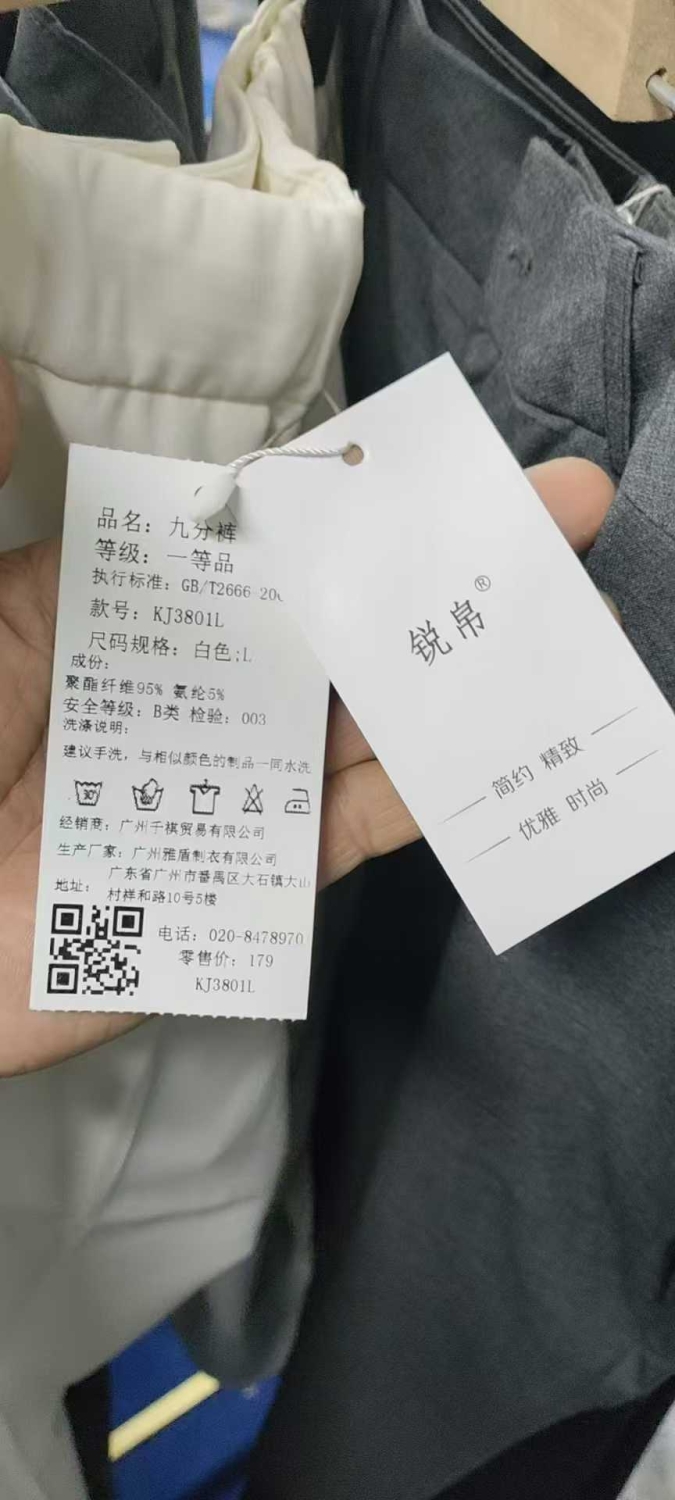 品名：九分裤
等级：一等品
执行标准：GB/T2666-20
款号：KJ3801L
尺码规格：白色;L
成份：
聚酯纤维95% 氨纶5%
安全等级：B类 检验：003
洗涤说明：
建议手洗，与相似颜色的制品一同水洗
30°
经销商：广州千祺贸易有限公司
生产厂家：广州雅盾制衣有限公司
地址：广东省广州市番禺区大石镇大山
村祥和路10号5楼
电话：020-8478970
零售价：179
KJ3801L
锐帛®
简约 精致
优雅 时尚